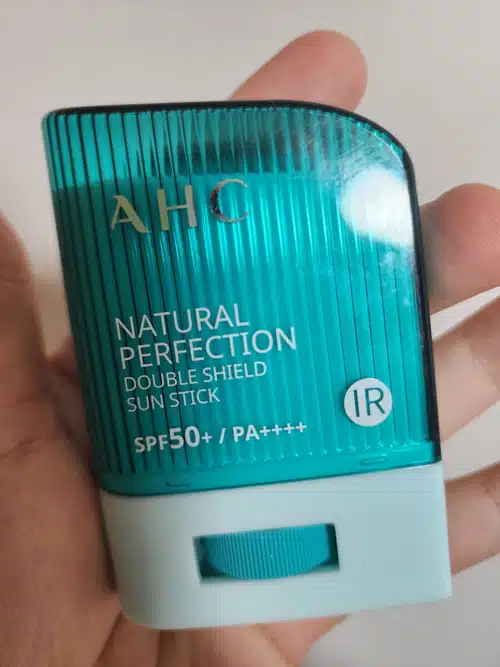 AHC
NATURAL
PERFECTION
DOUBLE SHIELD
SUN STICK
IR
SPF50+ / PA++++